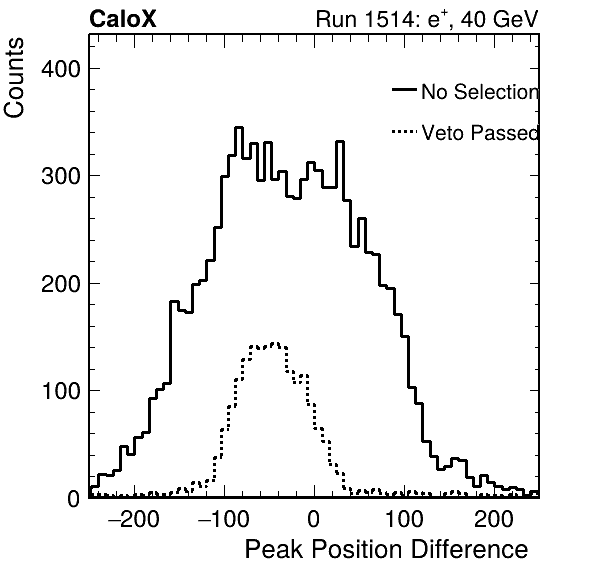 CaloX Run 1514: e⁺, 40 GeV
Counts
400
300
200
100
0
No Selection
Veto Passed
−200 −100 0 100 200
Peak Position Difference